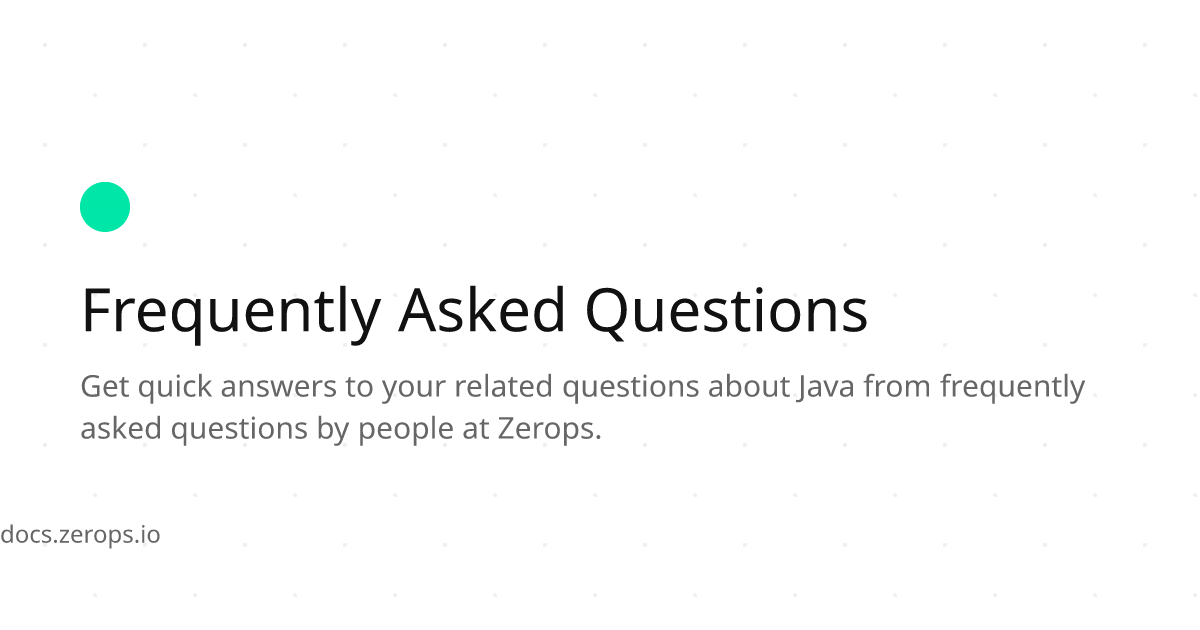 Frequently Asked Questions
Get quick answers to your related questions about Java from frequently
asked questions by people at Zerops.
docs.zerops.io